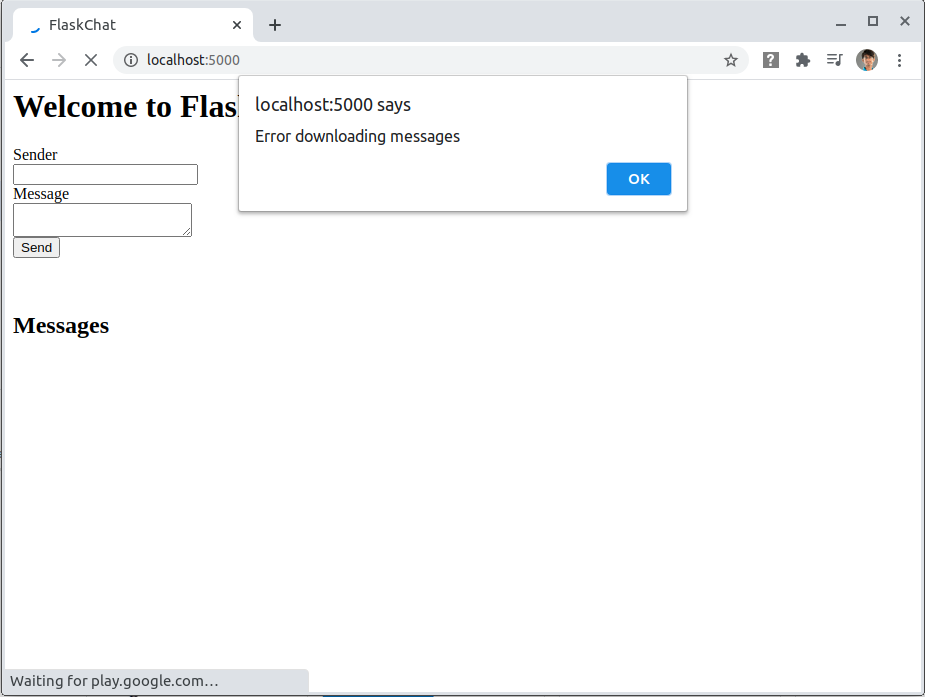 FlaskChat
localhost:5000
localhost:5000 says
Error downloading messages
OK
Welcome to Flas
Sender
Message
Send
Messages
Waiting for play.google.com…